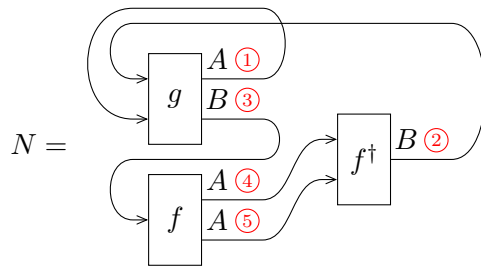 A ①
g
B ③
N =
B ②
f†
A ④
f
A ⑤